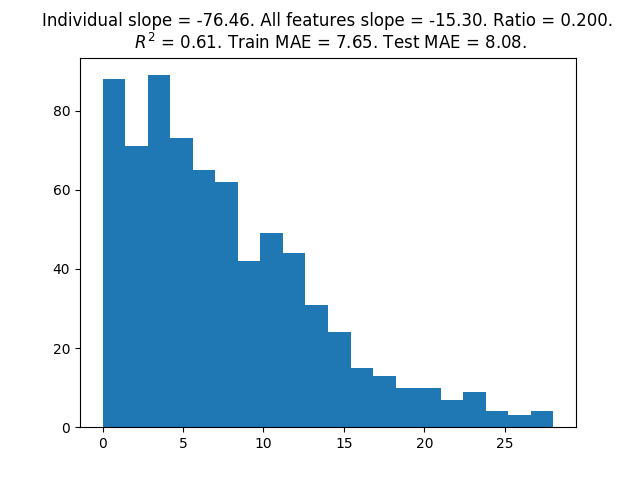 Individual slope = -76.46. All features slope = -15.30. Ratio = 0.200.
R² = 0.61. Train MAE = 7.65. Test MAE = 8.08.
80
60
40
20
0
0 5 10 15 20 25